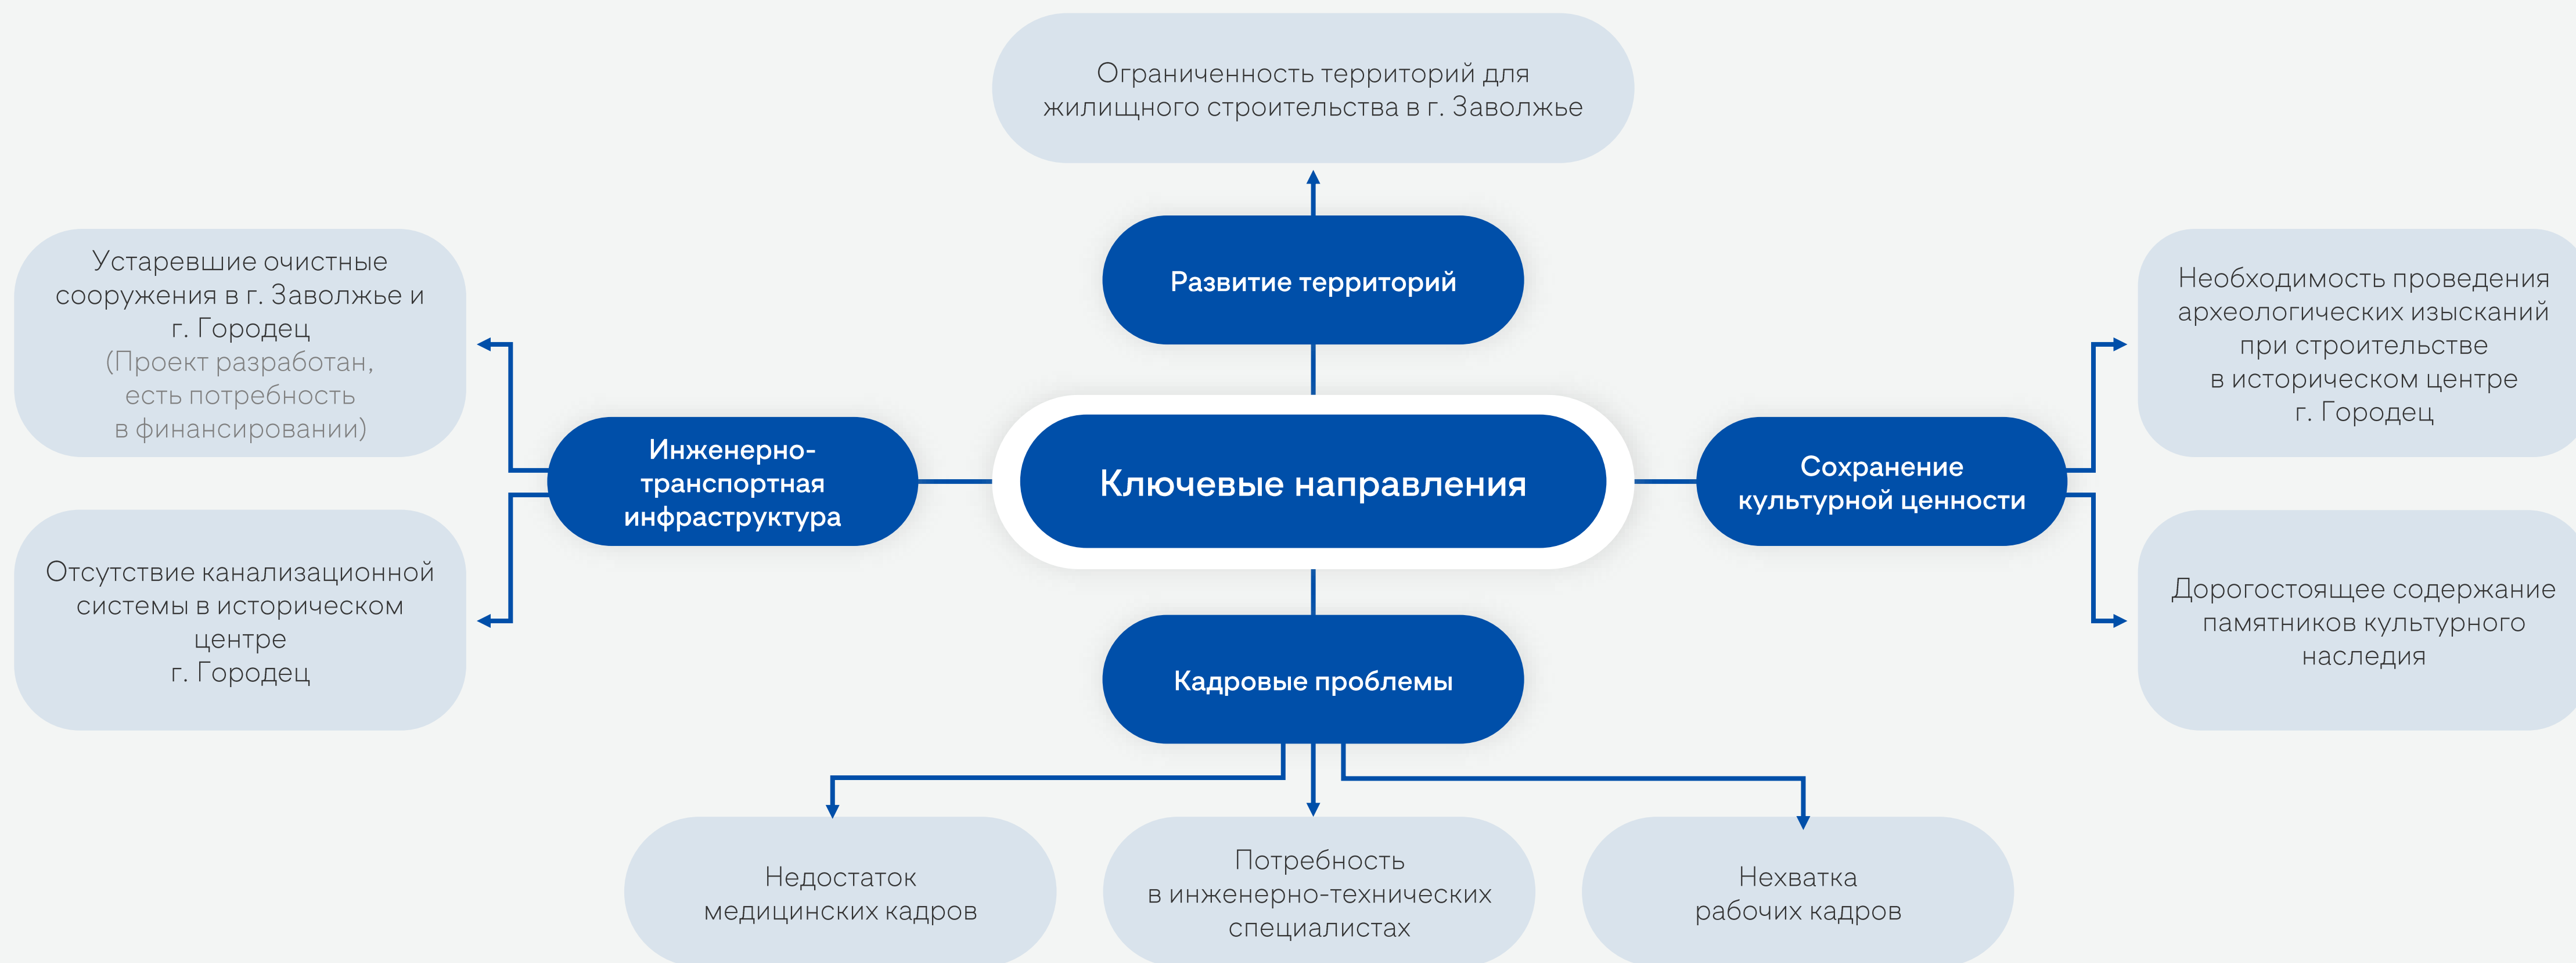 Ограниченность территорий для
жилищного строительства в г. Заволжье
Развитие территорий
Устаревшие очистные
сооружения в г. Заволжье и
г. Городец
(Проект разработан,
есть потребность
в финансировании)
Отсутствие канализационной
системы в историческом
центре
г. Городец
Инженерно-
транспортная
инфраструктура
Ключевые направления
Сохранение
культурной ценности
Необходимость проведения
археологических изысканий
при строительстве
в историческом центре
г. Городец
Дорогостоящее содержание
памятников культурного
наследия
Кадровые проблемы
Недостаток
медицинских кадров
Потребность
в инженерно-технических
специалистах
Нехватка
рабочих кадров